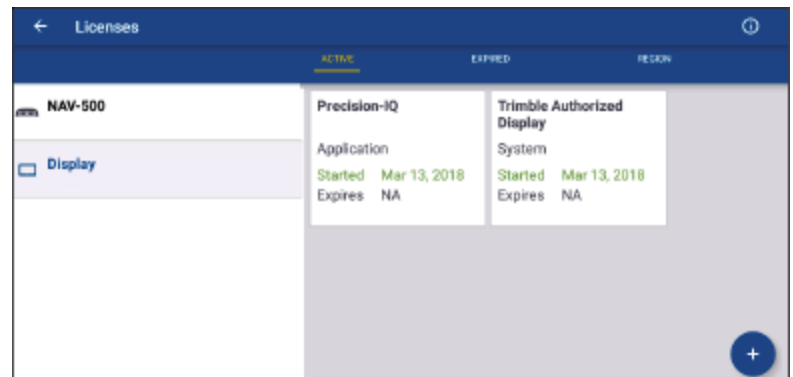 Licenses
ACTIVE EXPIRED REGION
NAV-500
Display
Precision-IQ
Application
Started Mar 13, 2018
Expires NA
Trimble Authorized
Display
System
Started Mar 13, 2018
Expires NA